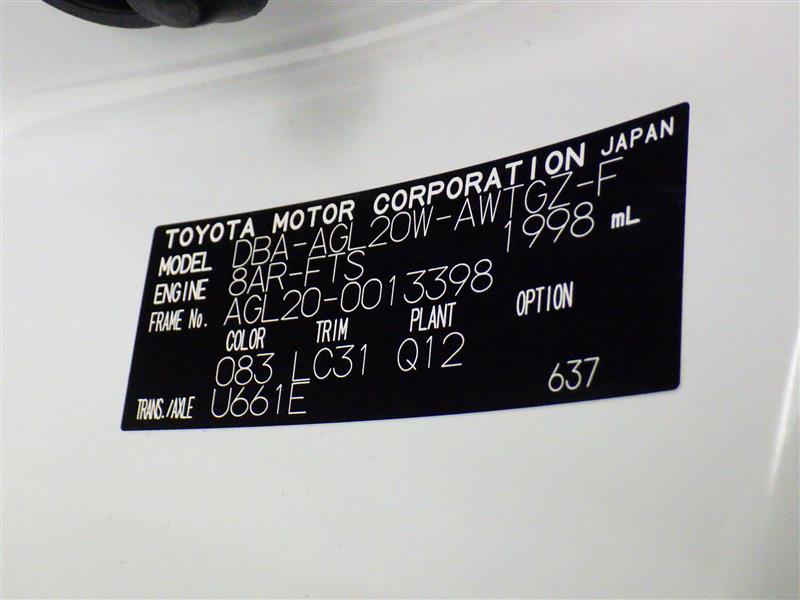 TOYOTA MOTOR CORPORATION JAPAN
MODEL DBA-AGL20W-AWTGZ-F
ENGINE 8AR-FTS 1998 mL
FRAME No. AGL20-0013398
COLOR TRIM PLANT OPTION
083 LC31 Q12
TRANS./AXLE U661E 637